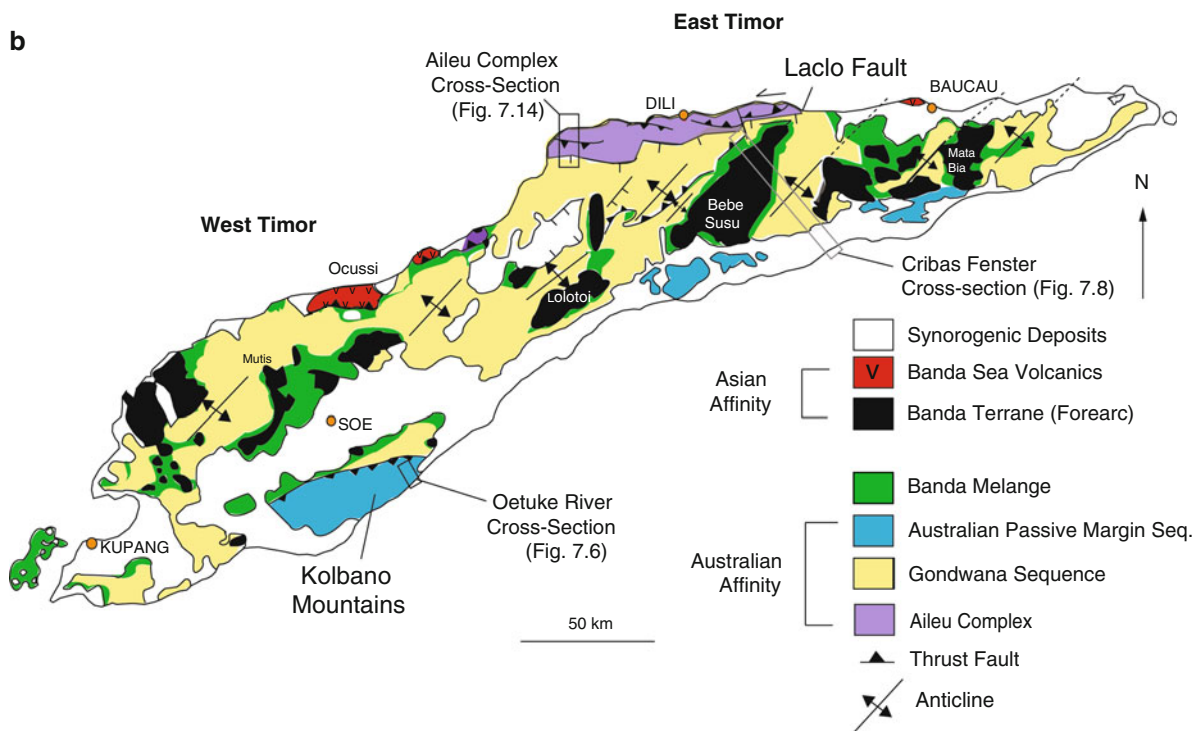 b
East Timor
Aileu Complex
Cross-Section
(Fig. 7.14)
DILI
Laclo Fault
BAUCAU
Mata
Bia
N
West Timor
Bebe
Susu
Ocussi
Lolotoi
Cribas Fenster
Cross-section (Fig. 7.8)
Mutis
SOE
Oetuke River
Cross-Section
(Fig. 7.6)
KUPANG
Kolbano
Mountains
50 km
Synorogenic Deposits
Asian
Affinity
V
Banda Sea Volcanics
Banda Terrane (Forearc)
Banda Melange
Australian
Affinity
Australian Passive Margin Seq.
Gondwana Sequence
Aileu Complex
Thrust Fault
Anticline